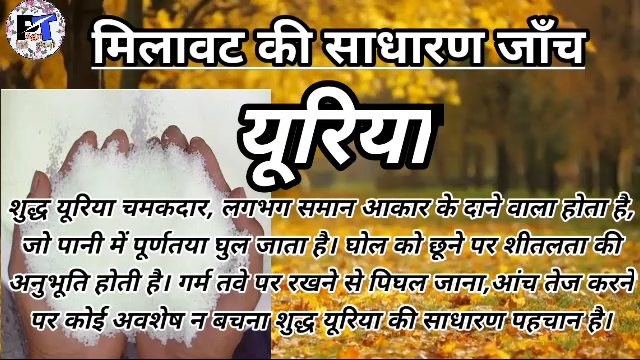 मिलावट की साधारण जाँच
यूरिया
शुद्ध यूरिया चमकदार, लगभग समान आकार के दाने वाला होता है,
जो पानी में पूर्णतया घुल जाता है। घोल को छूने पर शीतलता की
अनुभूति होती है। गर्म तवे पर रखने से पिघल जाना,आंच तेज करने
पर कोई अवशेष न बचना शुद्ध यूरिया की साधारण पहचान है।